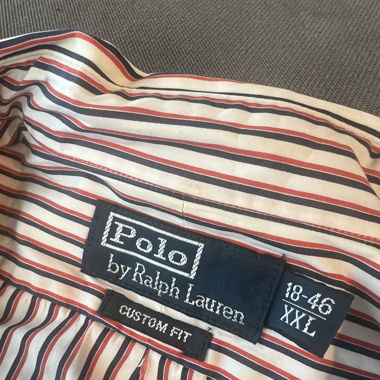 Polo
by Ralph Lauren
18-46
XXL
CUSTOM FIT